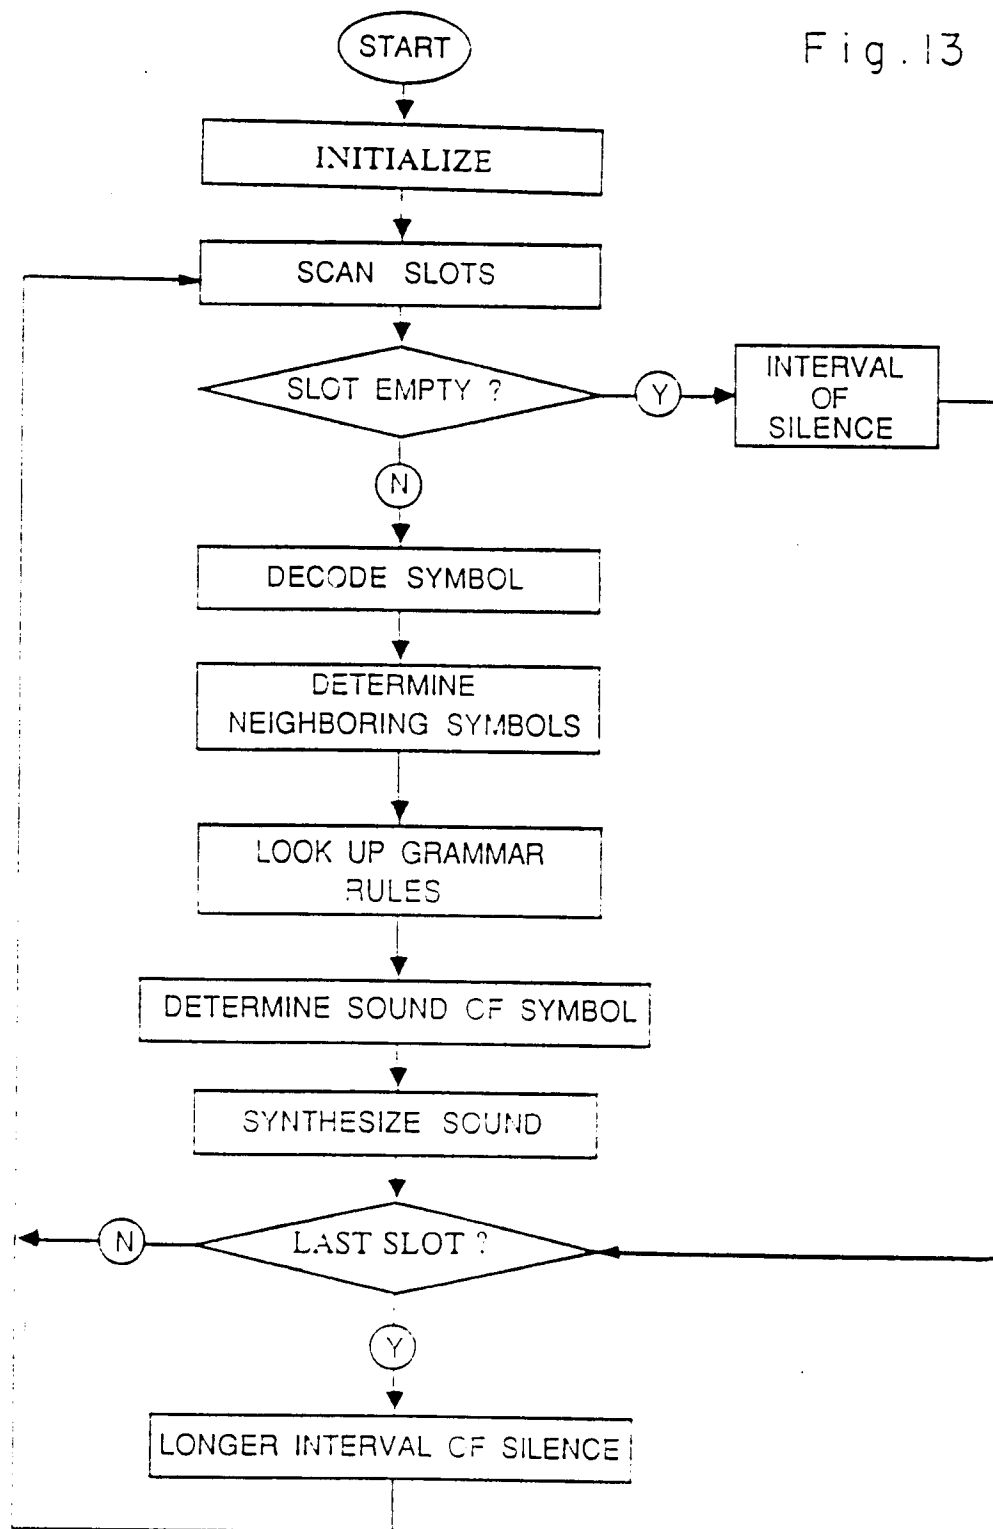 START
Fig.13
INITIALIZE
SCAN SLOTS
SLOT EMPTY ?
Y
INTERVAL
OF
SILENCE
N
DECODE SYMBOL
DETERMINE
NEIGHBORING SYMBOLS
LOOK UP GRAMMAR
RULES
DETERMINE SOUND OF SYMBOL
SYNTHESIZE SOUND
LAST SLOT ?
N
Y
LONGER INTERVAL OF SILENCE